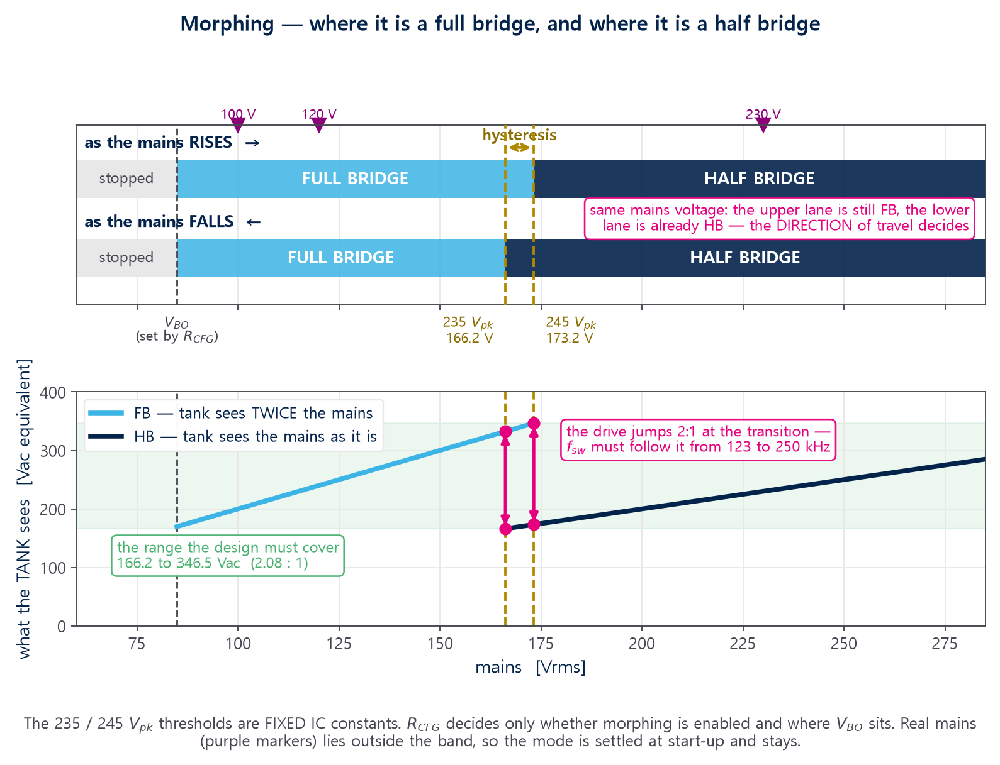 Morphing — where it is a full bridge, and where it is a half bridge
100 V
120 V
230 V
as the mains RISES →
hysteresis
stopped
FULL BRIDGE
HALF BRIDGE
same mains voltage: the upper lane is still FB, the lower
lane is already HB — the DIRECTION of travel decides
as the mains FALLS ←
stopped
FULL BRIDGE
HALF BRIDGE
V_BO
(set by R_CFG)
235 V_pk
166.2 V
245 V_pk
173.2 V
what the TANK sees [Vac equivalent]
400
300
200
100
0
FB — tank sees TWICE the mains
HB — tank sees the mains as it is
the drive jumps 2:1 at the transition —
f_sw must follow it from 123 to 250 kHz
the range the design must cover
166.2 to 346.5 Vac (2.08 : 1)
75
100
125
150
175
200
225
250
275
mains [Vrms]
The 235 / 245 V_pk thresholds are FIXED IC constants. R_CFG decides only whether morphing is enabled and where V_BO sits. Real mains
(purple markers) lies outside the band, so the mode is settled at start-up and stays.